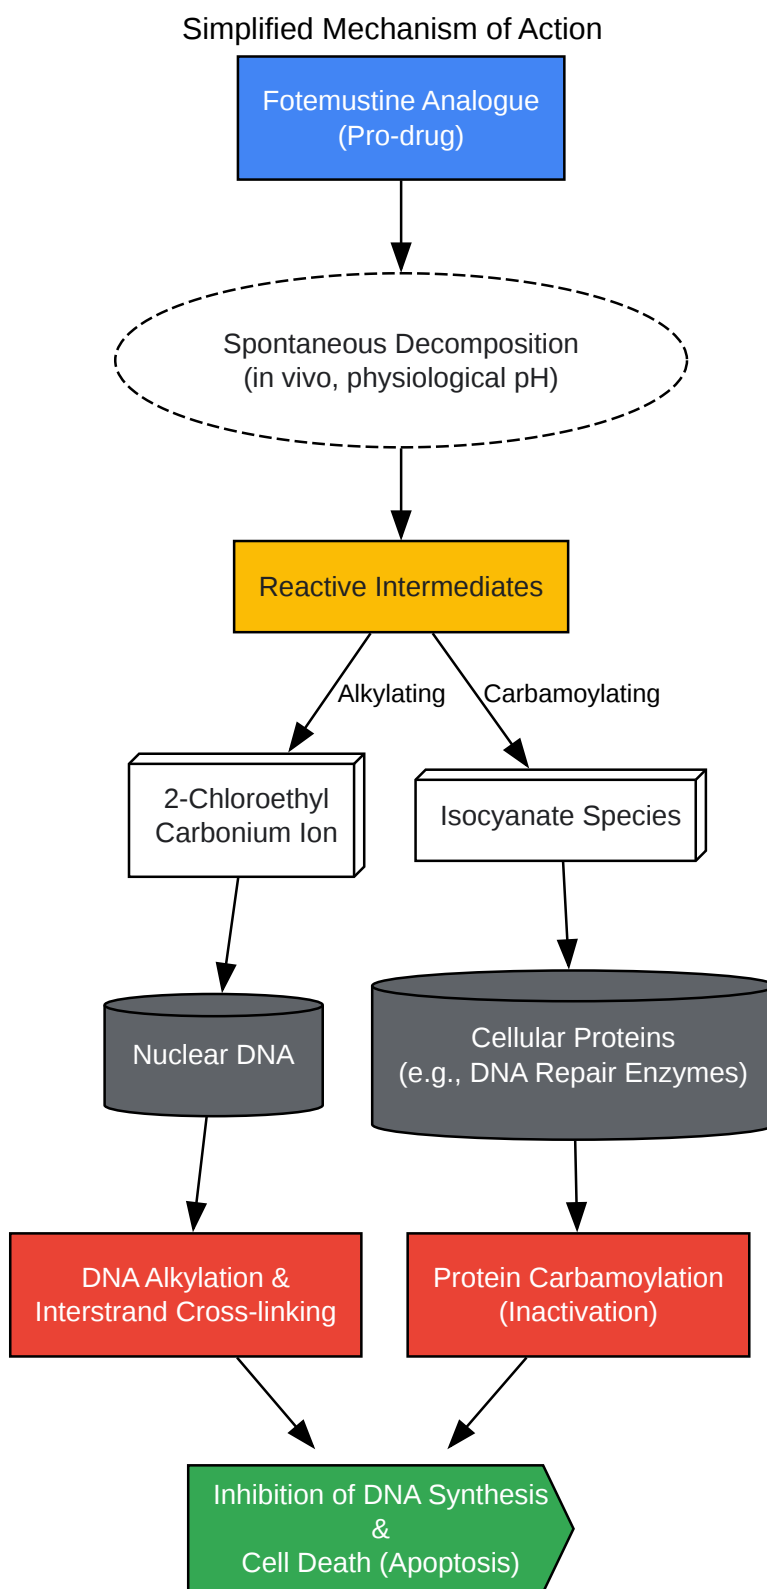 Simplified Mechanism of Action
Fotemustine Analogue
(Pro-drug)
Spontaneous Decomposition
(in vivo, physiological pH)
Reactive Intermediates
Alkylating
Carbamoylating
2-Chloroethyl
Carbonium Ion
Isocyanate Species
Nuclear DNA
Cellular Proteins
(e.g., DNA Repair Enzymes)
DNA Alkylation &
Interstrand Cross-linking
Protein Carbamoylation
(Inactivation)
Inhibition of DNA Synthesis
&
Cell Death (Apoptosis)